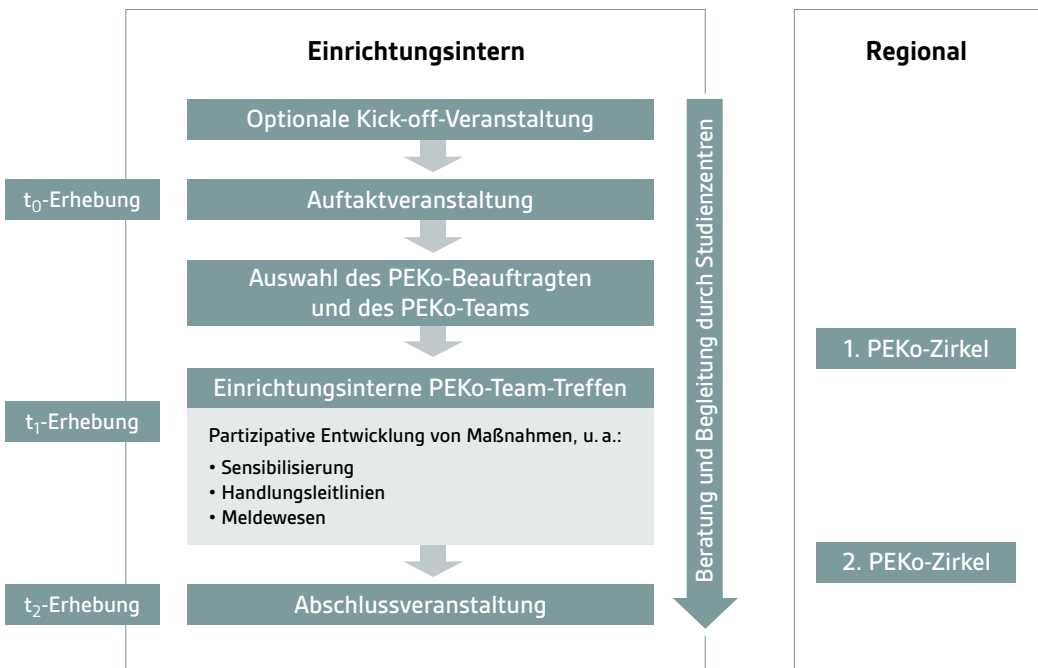 Einrichtungsintern
Optionale Kick-off-Veranstaltung
t₀-Erhebung
Auftaktveranstaltung
Auswahl des PEKo-Beauftragten
und des PEKo-Teams
Einrichtungsinterne PEKo-Team-Treffen
t₁-Erhebung
Partizipative Entwicklung von Maßnahmen, u. a.:
• Sensibilisierung
• Handlungsleitlinien
• Meldewesen
t₂-Erhebung
Abschlussveranstaltung
Beratung und Begleitung durch Studienzentren
Regional
1. PEKo-Zirkel
2. PEKo-Zirkel